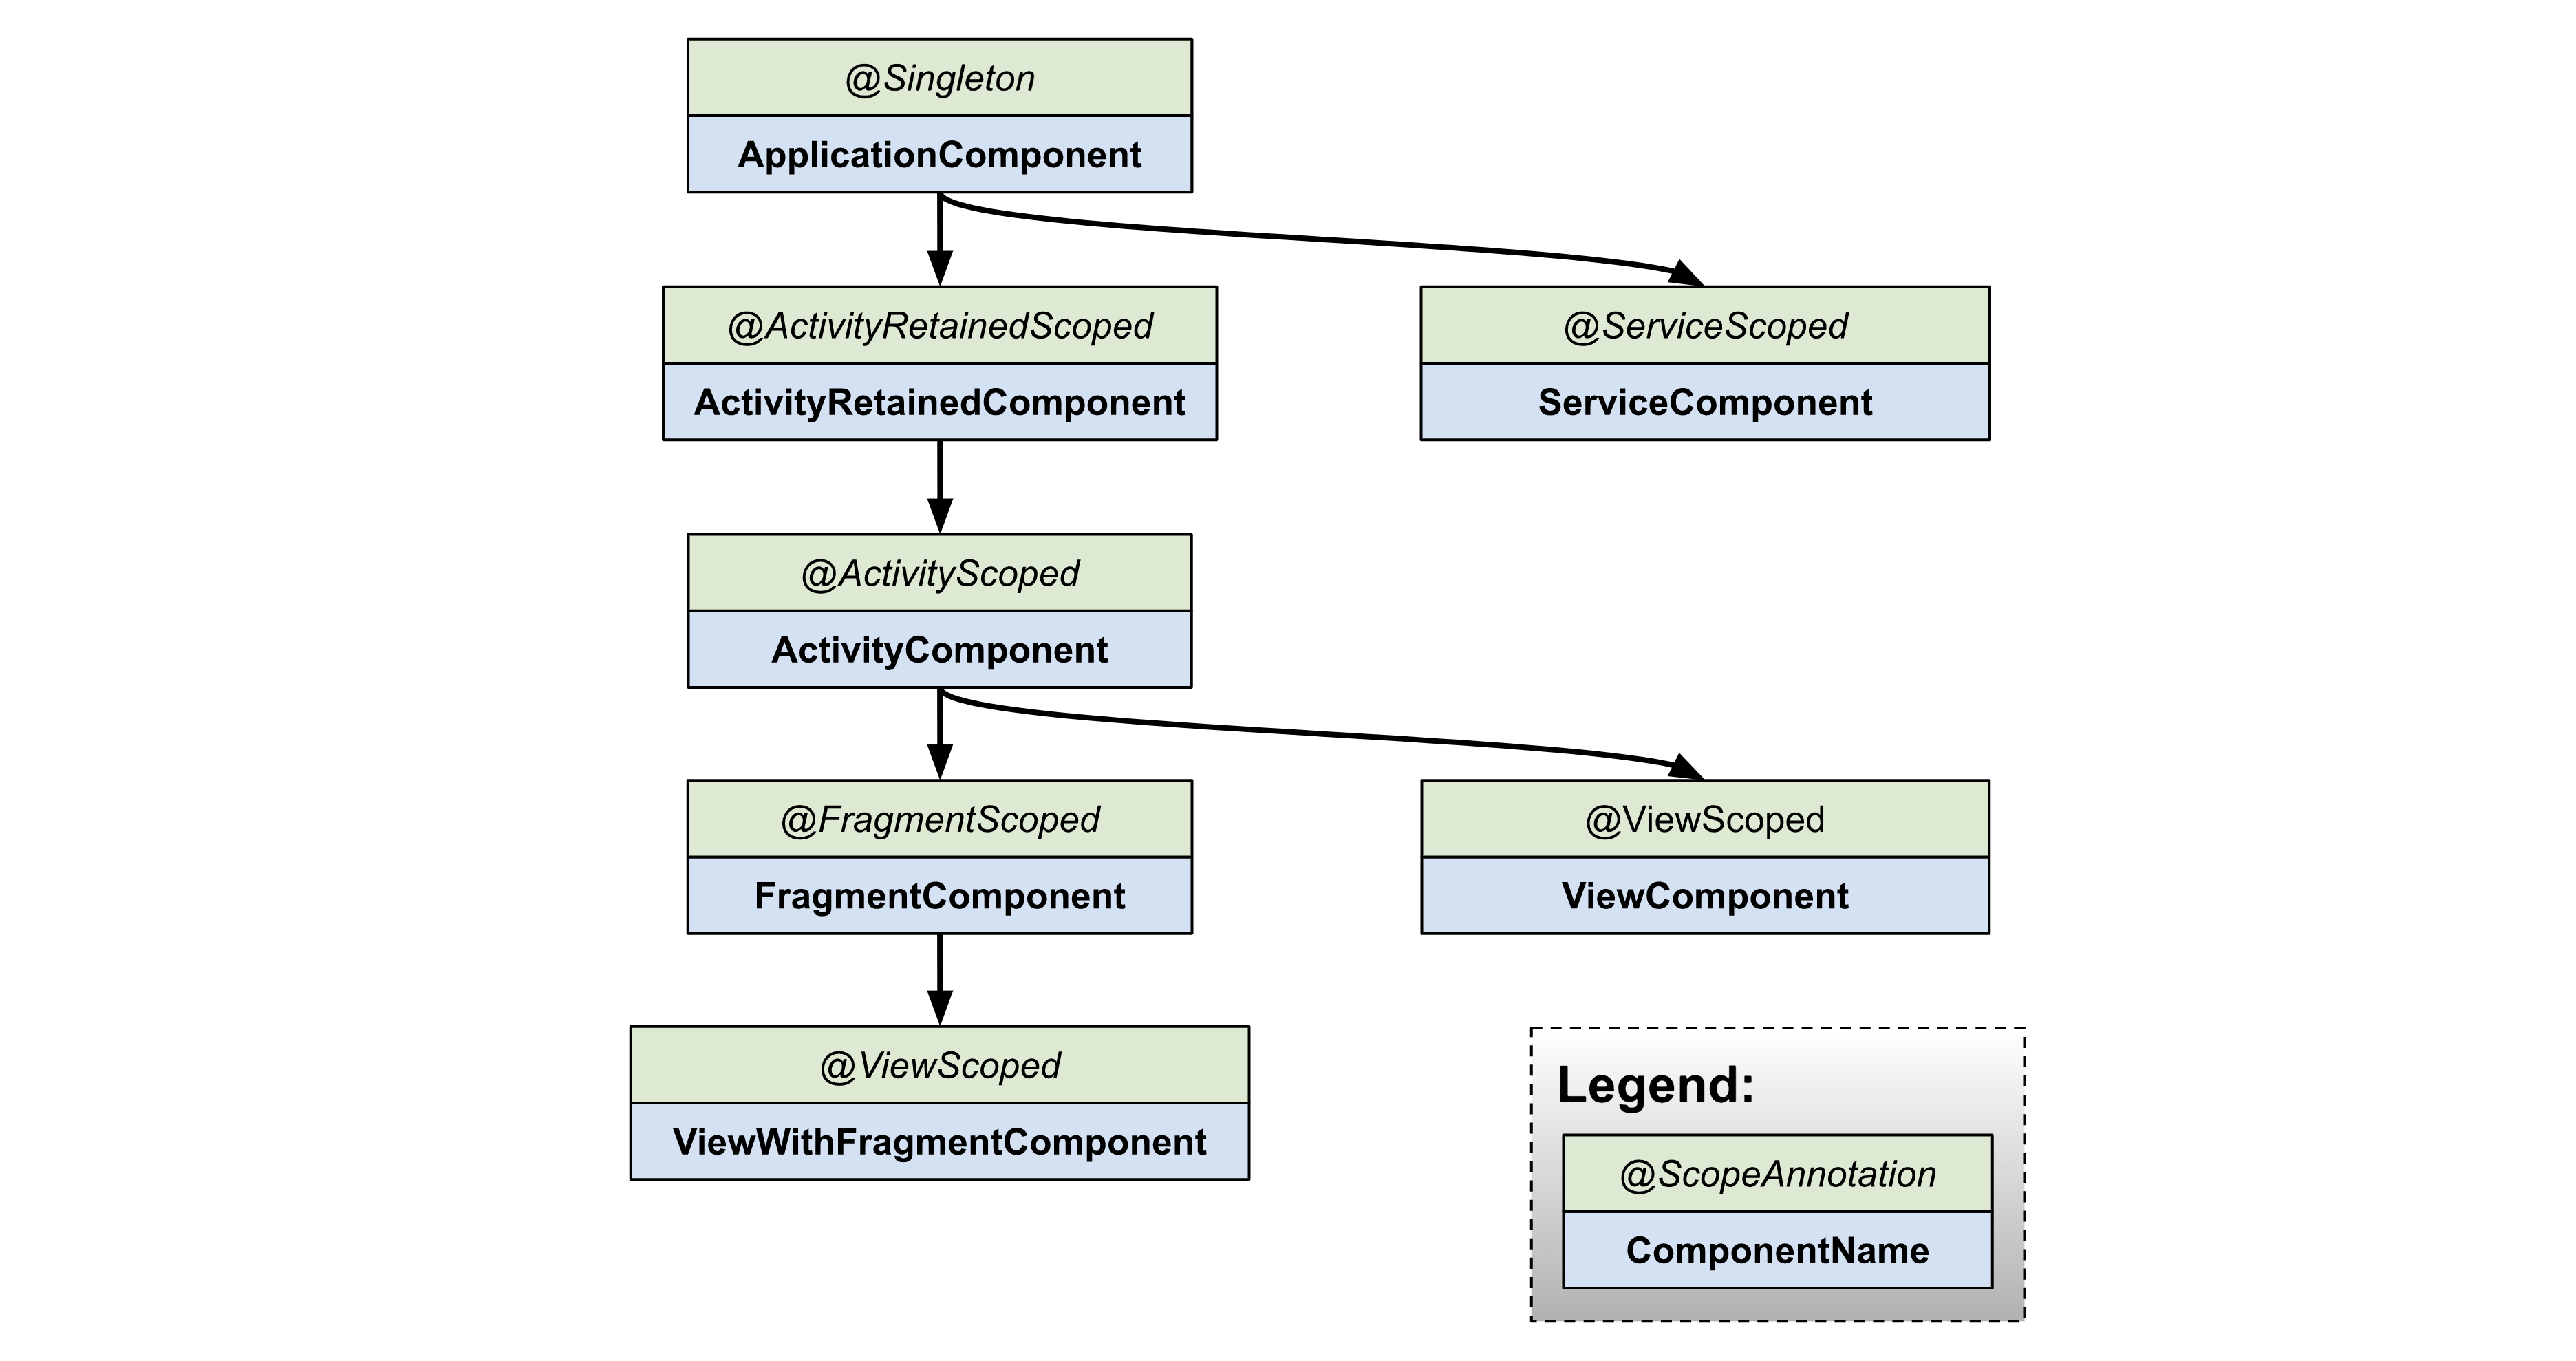 @Singleton
ApplicationComponent
@ActivityRetainedScoped
ActivityRetainedComponent
@ServiceScoped
ServiceComponent
@ActivityScoped
ActivityComponent
@FragmentScoped
FragmentComponent
@ViewScoped
ViewComponent
@ViewScoped
ViewWithFragmentComponent
Legend:
@ScopeAnnotation
ComponentName